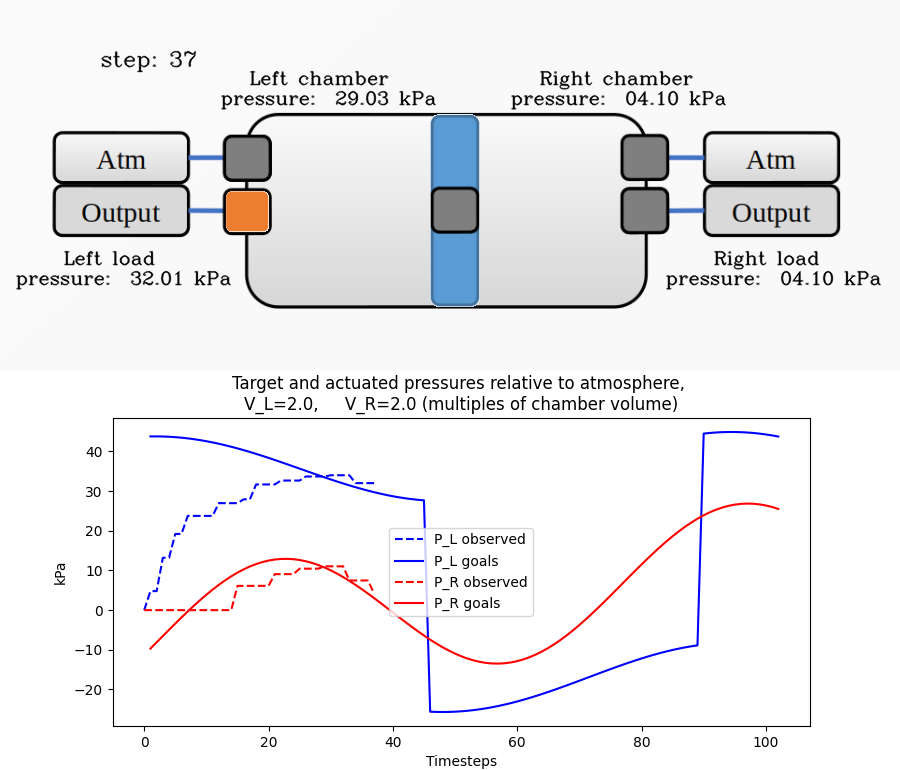 step: 37
Left chamber
pressure: 29.03 kPa
Right chamber
pressure: 04.10 kPa
Atm
Output
Atm
Output
Left load
pressure: 32.01 kPa
Right load
pressure: 04.10 kPa
Target and actuated pressures relative to atmosphere,
V_L=2.0, V_R=2.0 (multiples of chamber volume)
kPa
40
30
20
10
0
−10
−20
P_L observed
P_L goals
P_R observed
P_R goals
0 20 40 60 80 100
Timesteps